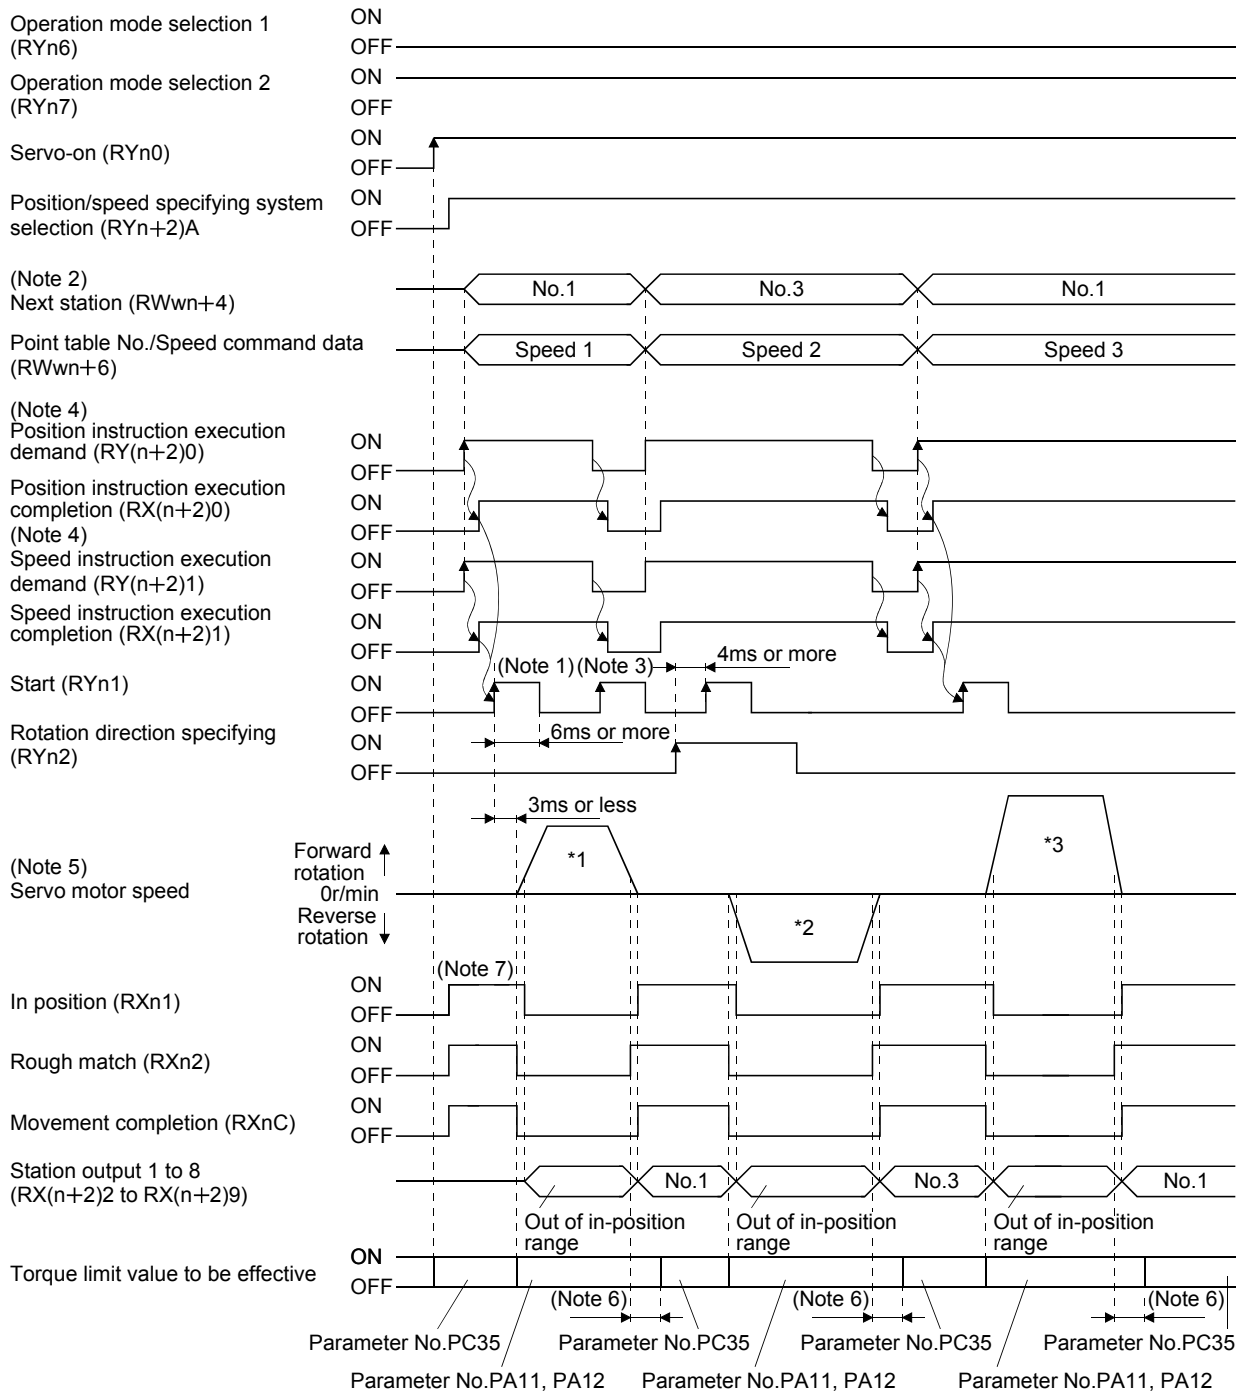 Operation mode selection 1
(RYn6)
ON
OFF
Operation mode selection 2
(RYn7)
ON
OFF
Servo-on (RYn0)
ON
OFF
Position/speed specifying system
selection (RYn+2)A
ON
OFF
(Note 2)
Next station (RWwn+4)
No.1
No.3
No.1
Point table No./Speed command data
(RWwn+6)
Speed 1
Speed 2
Speed 3
(Note 4)
Position instruction execution
demand (RY(n+2)0)
ON
OFF
Position instruction execution
completion (RX(n+2)0)
ON
OFF
(Note 4)
Speed instruction execution
demand (RY(n+2)1)
ON
OFF
Speed instruction execution
completion (RX(n+2)1)
ON
OFF
(Note 1) (Note 3)
4ms or more
Start (RYn1)
ON
OFF
6ms or more
Rotation direction specifying
(RYn2)
ON
OFF
3ms or less
(Note 5)
Servo motor speed
Forward
rotation
0r/min
Reverse
rotation
*1
*2
*3
(Note 7)
In position (RXn1)
ON
OFF
Rough match (RXn2)
ON
OFF
Movement completion (RXnC)
ON
OFF
Station output 1 to 8
(RX(n+2)2 to RX(n+2)9)
No.1
No.3
No.1
Out of in-position
range
Out of in-position
range
Out of in-position
range
Torque limit value to be effective
ON
OFF
(Note 6)
(Note 6)
(Note 6)
Parameter No.PC35
Parameter No.PC35
Parameter No.PC35
Parameter No.PC35
Parameter No.PA11, PA12
Parameter No.PA11, PA12
Parameter No.PA11, PA12